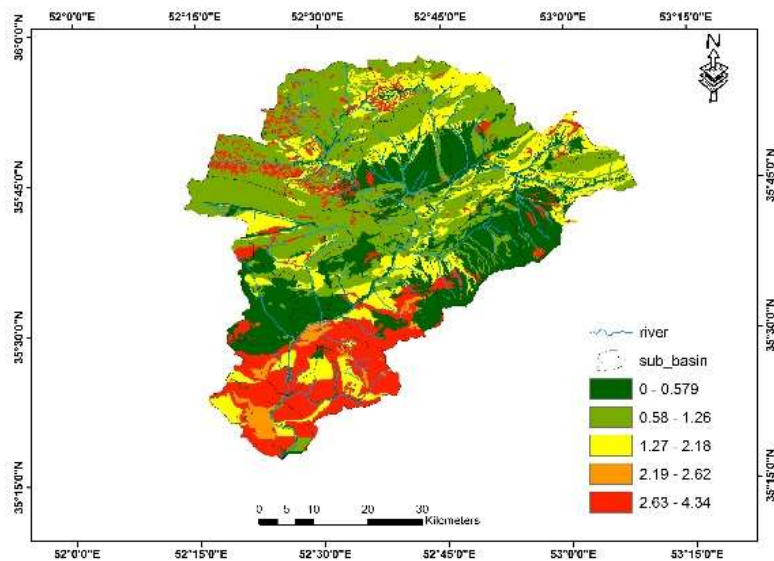 52°0'0"E 52°15'0"E 52°30'0"E 52°45'0"E 53°0'0"E 53°15'0"E
36°0'0"N
N
35°45'0"N 35°45'0"N
35°30'0"N 35°30'0"N
river
sub_basin
0 - 0.579
0.58 - 1.26
1.27 - 2.18
2.19 - 2.62
2.63 - 4.34
35°15'0"N 35°15'0"N
0 5 10 20 30
Kilometers
52°0'0"E 52°15'0"E 52°30'0"E 52°45'0"E 53°0'0"E 53°15'0"E